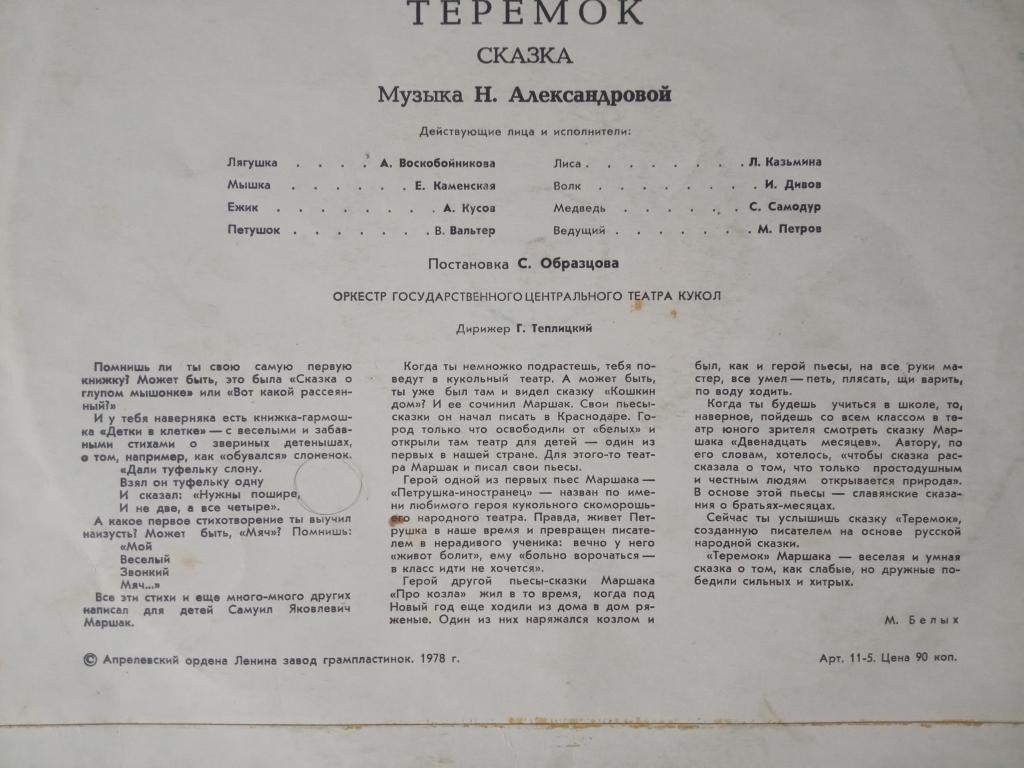 ТЕРЕМОК
СКАЗКА
Музыка Н. Александровой
Действующие лица и исполнители:
Лягушка . . . . А. Воскобойникова
Мышка . . . . . . Е. Каменская
Ежик . . . . . . . . А. Кусов
Петушок . . . . . . . В. Вальтер
Лиса . . . . . . . . Л. Казьмина
Волк . . . . . . . . И. Дивов
Медведь . . . . . . С. Самодур
Ведущий . . . . . . . М. Петров
Постановка С. Образцова
ОРКЕСТР ГОСУДАРСТВЕННОГО ЦЕНТРАЛЬНОГО ТЕАТРА КУКОЛ
Дирижер Г. Теплицкий
Помнишь ли ты свою самую первую
книжку? Может быть, это была «Сказка о
глупом мышонке» или «Вот какой рассеян-
ный?»
И у тебя наверняка есть книжка-гармош-
ка «Детки в клетке» — с веселыми и забав-
ными стихами о звериных детенышах,
о том, например, как «обувался» слоненок.
«Дали туфельку слону.
Взял он туфельку одну
И сказал: «Нужны пошире,
И не две, а все четыре».
А какое первое стихотворение ты выучил
наизусть? Может быть, «Мяч»? Помнишь:
«Мой
Веселый
Звонкий
Мяч...»
Все эти стихи и еще много-много других
написал для детей Самуил Яковлевич
Маршак.
Когда ты немножко подрастешь, тебя по-
ведут в кукольный театр. А может быть,
ты уже был там и видел сказку «Кошкин
дом»? И ее сочинил Маршак. Свои пьесы-
сказки он начал писать в Краснодаре. Го-
род только что освободили от «белых» и
открыли там театр для детей — один из
первых в нашей стране. Для этого-то теат-
ра Маршак и писал свои пьесы.
Герой одной из первых пьес Маршака —
«Петрушка-иностранец» — назван по име-
ни любимого героя кукольного скоморошь-
его народного театра. Правда, живет Пет-
рушка в наше время и превращен писате-
лем в нерадивого ученика: вечно у него
«живот болит», ему «больно ворочаться —
в класс идти не хочется».
Герой другой пьесы-сказки Маршака
«Про козла» жил в то время, когда под
Новый год еще ходили из дома в дом ря-
женые. Один из них наряжался козлом и
был, как и герой пьесы, на все руки ма-
стер, все умел — петь, плясать, щи варить,
по воду ходить.
Когда ты будешь учиться в школе, то,
наверное, пойдешь со всем классом в те-
атр юного зрителя смотреть сказку Мар-
шака «Двенадцать месяцев». Автору, по
его словам, хотелось, «чтобы сказка рас-
сказала о том, что только простодушным
и честным людям открывается природа».
В основе этой пьесы — славянские сказа-
ния о братьях-месяцах.
Сейчас ты услышишь сказку «Теремок»,
созданную писателем на основе русской
народной сказки.
«Теремок» Маршака — веселая и умная
сказка о том, как слабые, но дружные по-
бедили сильных и хитрых.
М. Белых
© Апрелевский ордена Ленина завод грампластинок. 1978 г.
Арт. 11-5. Цена 90 коп.